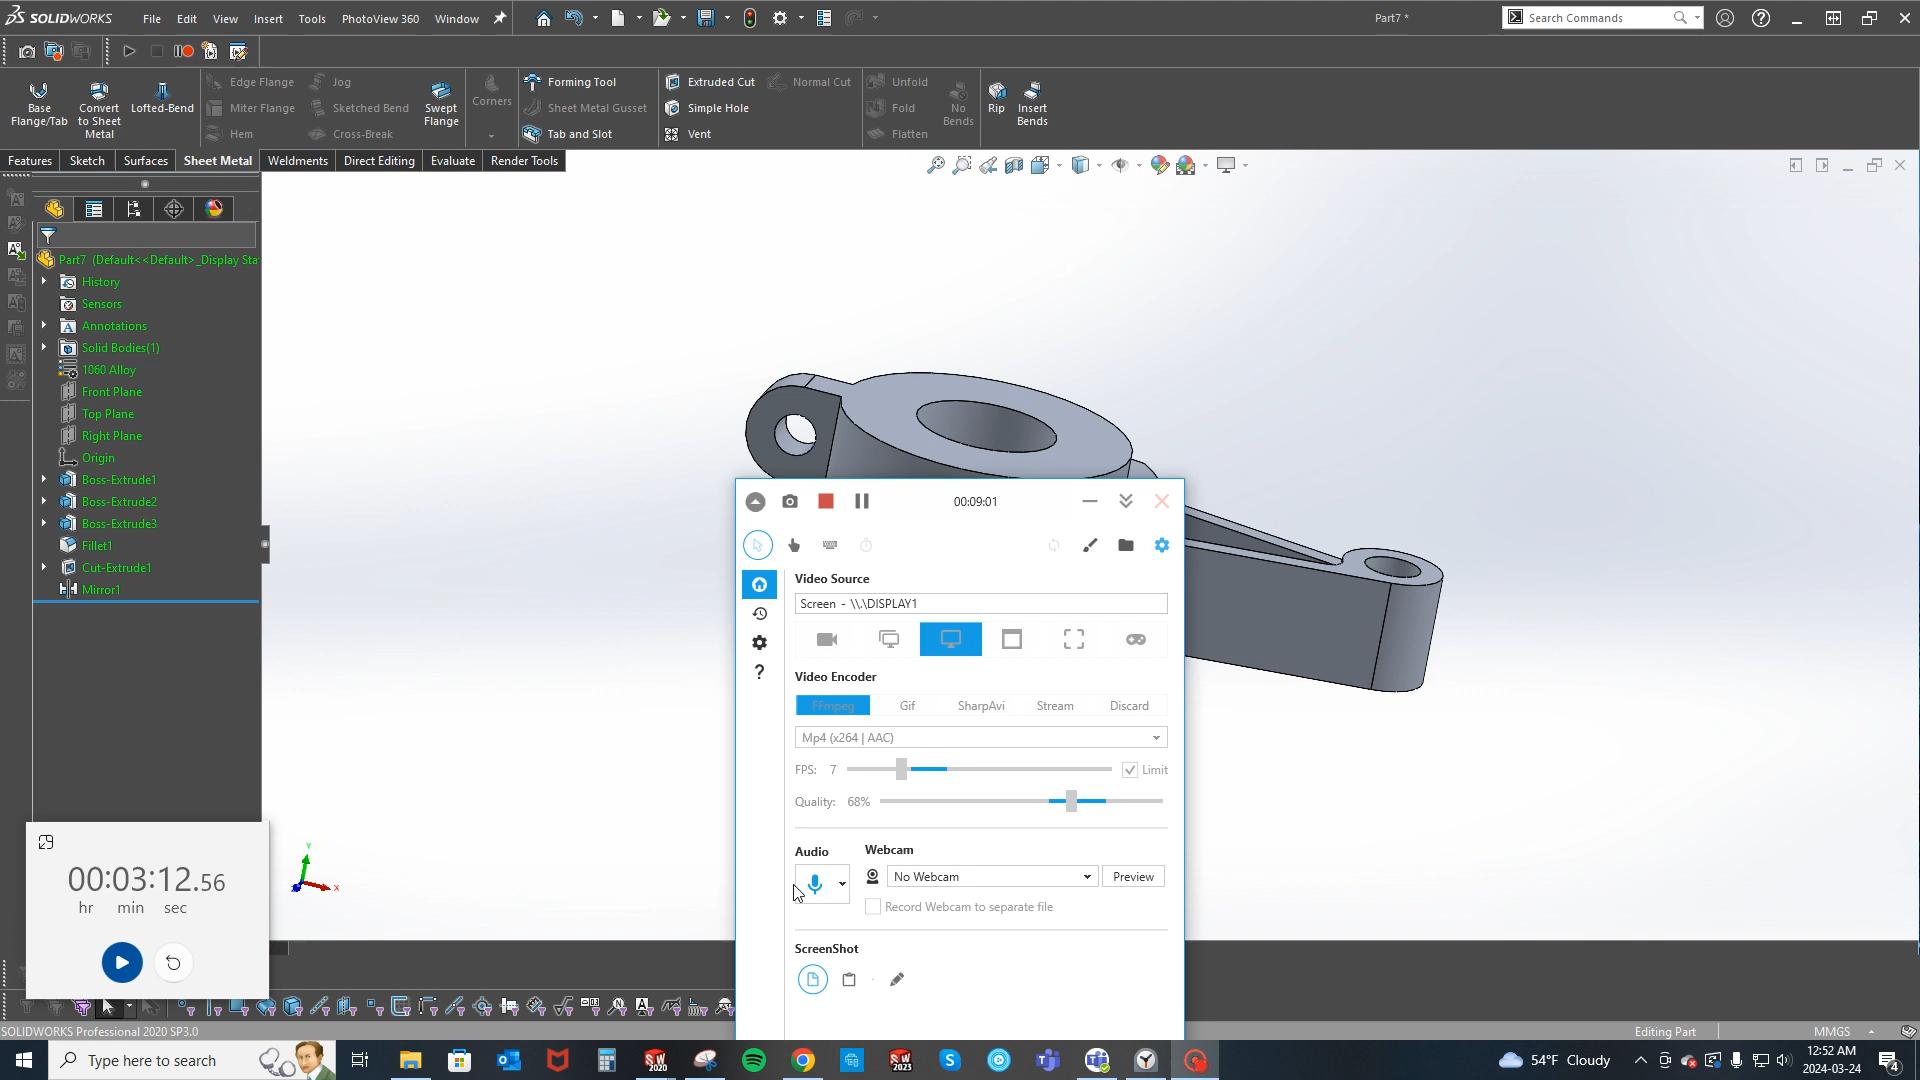 SOLIDWORKS File Edit View Insert Tools PhotoView 360 Window Part7 * Search Commands
Base Flange/Tab
Convert to Sheet Metal
Lofted-Bend
Edge Flange
Miter Flange
Hem
Jog
Sketched Bend
Cross-Break
Swept Flange
Corners
Forming Tool
Sheet Metal Gusset
Tab and Slot
Extruded Cut
Simple Hole
Vent
Normal Cut
Unfold
Fold
Flatten
No Bends
Rip
Insert Bends
Features Sketch Surfaces Sheet Metal Weldments Direct Editing Evaluate Render Tools
Part7 (Default<<Default>_Display Sta
History
Sensors
Annotations
Solid Bodies(1)
1060 Alloy
Front Plane
Top Plane
Right Plane
Origin
Boss-Extrude1
Boss-Extrude2
Boss-Extrude3
Fillet1
Cut-Extrude1
Mirror1
00:03:12.56
hr min sec
Y
X
00:09:01
Video Source
Screen - \\.\DISPLAY1
Video Encoder
FFmpeg Gif SharpAvi Stream Discard
Mp4 (x264 | AAC)
FPS: 7 Limit
Quality: 68%
Audio Webcam
No Webcam Preview
Record Webcam to separate file
ScreenShot
SOLIDWORKS Professional 2020 SP3.0 Editing Part MMGS
Type here to search
SW 2020
SW 2023
54°F Cloudy
12:52 AM
2024-03-24
4